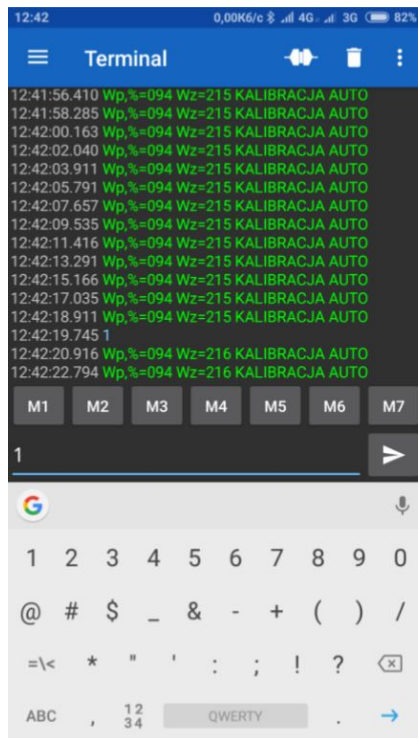 12:42 0,00Кб/с 4G 3G 82%
Terminal
12:41:56.410 Wp,%=094 Wz=215 KALIBRACJA AUTO
12:41:58.285 Wp,%=094 Wz=215 KALIBRACJA AUTO
12:42:00.163 Wp,%=094 Wz=215 KALIBRACJA AUTO
12:42:02.040 Wp,%=094 Wz=215 KALIBRACJA AUTO
12:42:03.911 Wp,%=094 Wz=215 KALIBRACJA AUTO
12:42:05.791 Wp,%=094 Wz=215 KALIBRACJA AUTO
12:42:07.657 Wp,%=094 Wz=215 KALIBRACJA AUTO
12:42:09.535 Wp,%=094 Wz=215 KALIBRACJA AUTO
12:42:11.416 Wp,%=094 Wz=215 KALIBRACJA AUTO
12:42:13.291 Wp,%=094 Wz=215 KALIBRACJA AUTO
12:42:15.166 Wp,%=094 Wz=215 KALIBRACJA AUTO
12:42:17.035 Wp,%=094 Wz=215 KALIBRACJA AUTO
12:42:18.911 Wp,%=094 Wz=215 KALIBRACJA AUTO
12:42:19.745 1
12:42:20.916 Wp,%=094 Wz=216 KALIBRACJA AUTO
12:42:22.794 Wp,%=094 Wz=216 KALIBRACJA AUTO
M1 M2 M3 M4 M5 M6 M7
1
G
1 2 3 4 5 6 7 8 9 0
@ # $ _ & - + ( ) /
=\< * " ' : ; ! ?
ABC , 12 34 QWERTY .